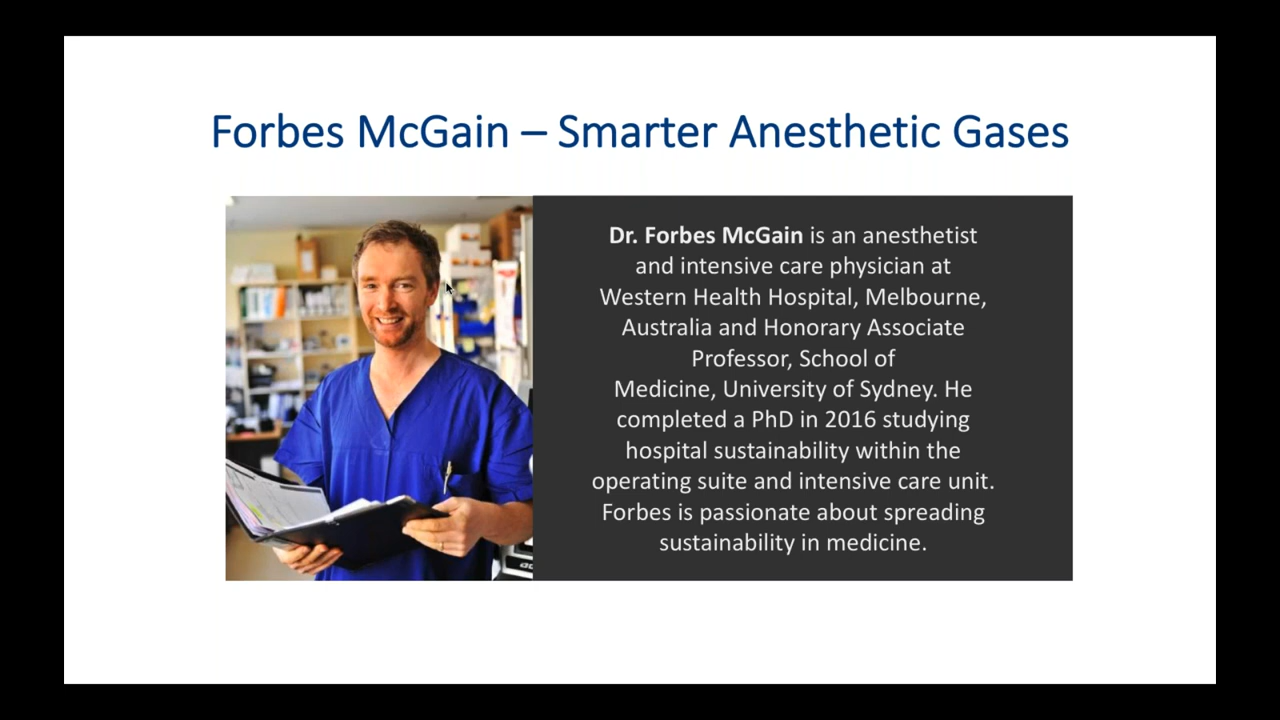 Forbes McGain – Smarter Anesthetic Gases
Dr. Forbes McGain is an anesthetist
and intensive care physician at
Western Health Hospital, Melbourne,
Australia and Honorary Associate
Professor, School of
Medicine, University of Sydney. He
completed a PhD in 2016 studying
hospital sustainability within the
operating suite and intensive care unit.
Forbes is passionate about spreading
sustainability in medicine.